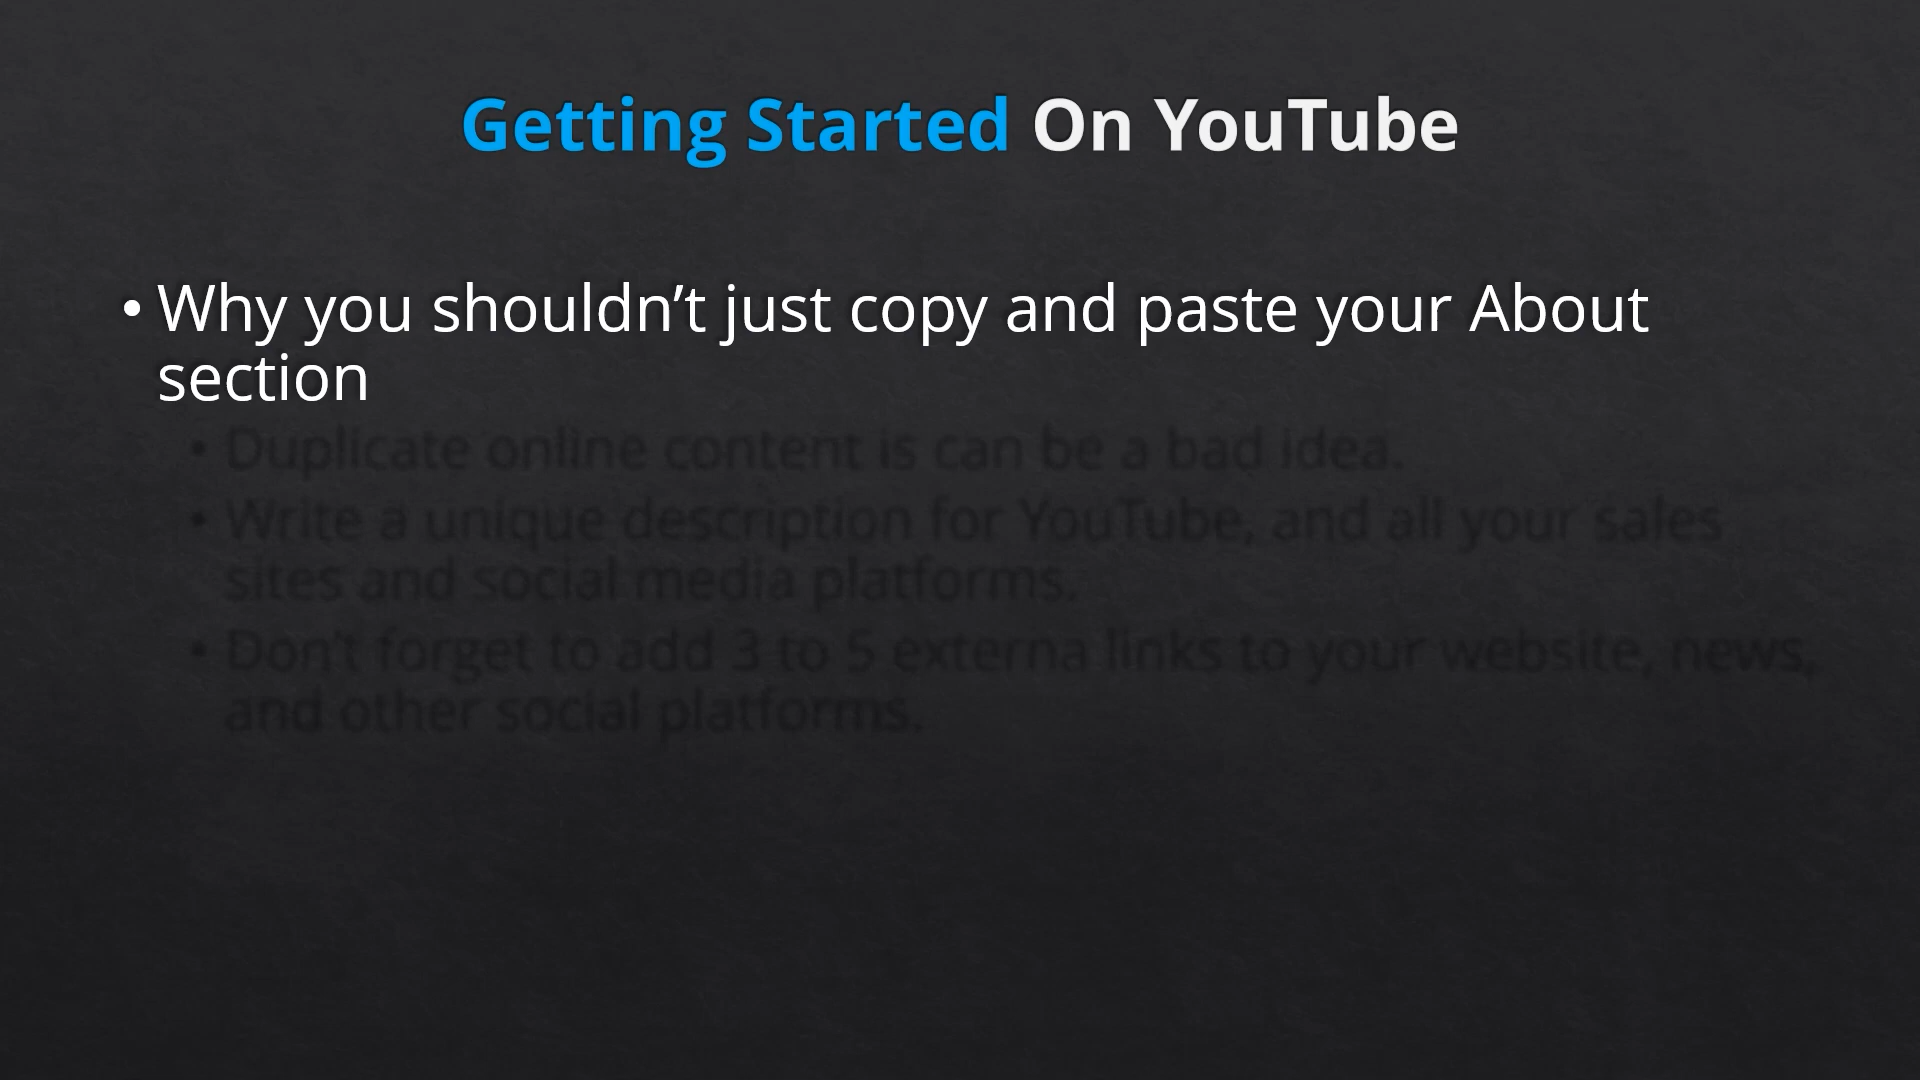 Getting Started On YouTube
• Why you shouldn’t just copy and paste your About
section
• Duplicate online content is can be a bad idea.
• Write a unique description for YouTube, and all your sales
sites and social media platforms.
• Don’t forget to add 3 to 5 externa links to your website, news,
and other social platforms.